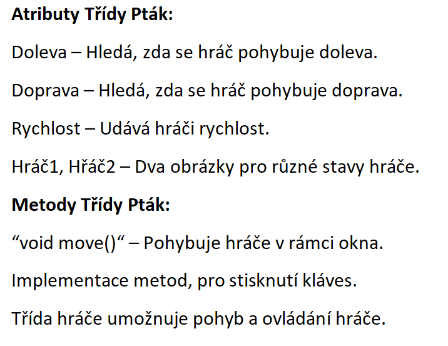 Atributy Třídy Pták:
Doleva – Hledá, zda se hráč pohybuje doleva.
Doprava – Hledá, zda se hráč pohybuje doprava.
Rychlost – Udává hráči rychlost.
Hráč1, Hřáč2 – Dva obrázky pro různé stavy hráče.
Metody Třídy Pták:
“void move()“ – Pohybuje hráče v rámci okna.
Implementace metod, pro stisknutí kláves.
Třída hráče umožnuje pohyb a ovládání hráče.